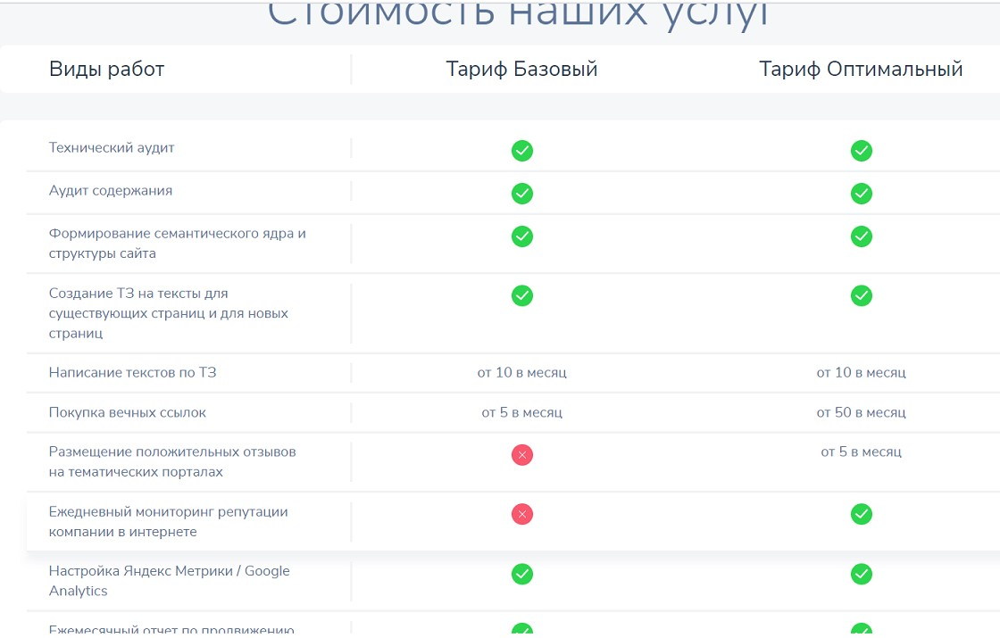 Стоимость наших услуг
Виды работ Тариф Базовый Тариф Оптимальный
Технический аудит
Аудит содержания
Формирование семантического ядра и
структуры сайта
Создание ТЗ на тексты для
существующих страниц и для новых
страниц
Написание текстов по ТЗ от 10 в месяц от 10 в месяц
Покупка вечных ссылок от 5 в месяц от 50 в месяц
Размещение положительных отзывов от 5 в месяц
на тематических порталах
Ежедневный мониторинг репутации
компании в интернете
Настройка Яндекс Метрики / Google
Analytics
Ежемесячный отчет по продвижению